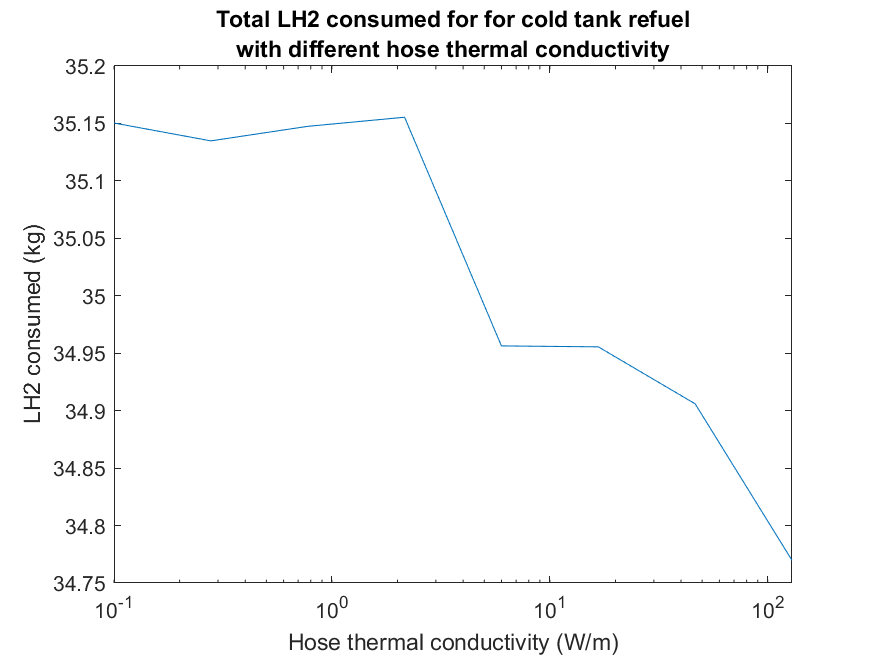 Total LH2 consumed for for cold tank refuel
with different hose thermal conductivity
35.2
35.15
35.1
35.05
35
34.95
34.9
34.85
34.8
34.75
LH2 consumed (kg)
10^-1 10^0 10^1 10^2
Hose thermal conductivity (W/m)